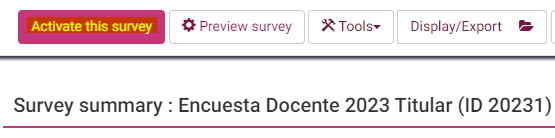 Activate this survey Preview survey Tools Display/Export
Survey summary : Encuesta Docente 2023 Titular (ID 20231)